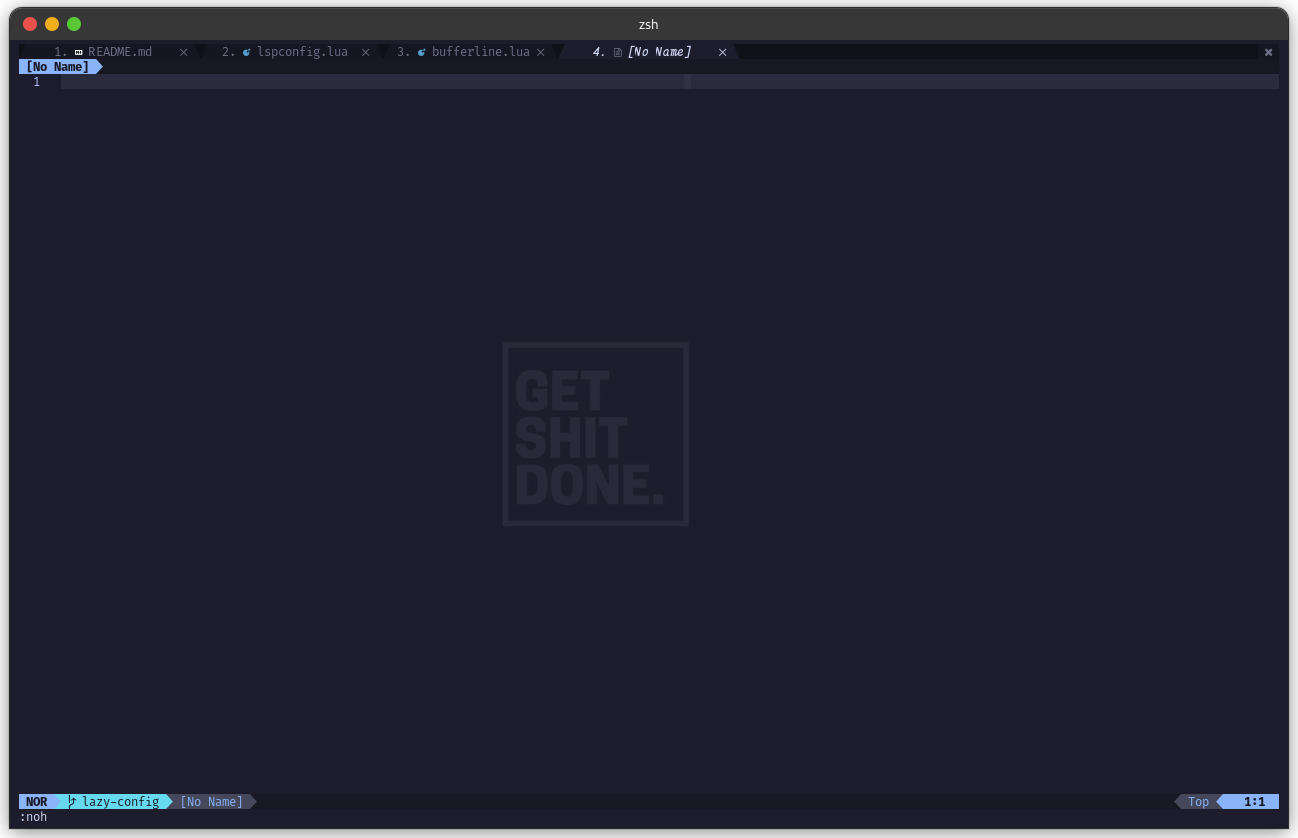 zsh
1. README.md × 2. lspconfig.lua × 3. bufferline.lua × 4. [No Name] ×
[No Name]
1
GET
SHIT
DONE.
NOR lazy-config [No Name] Top 1:1
:noh